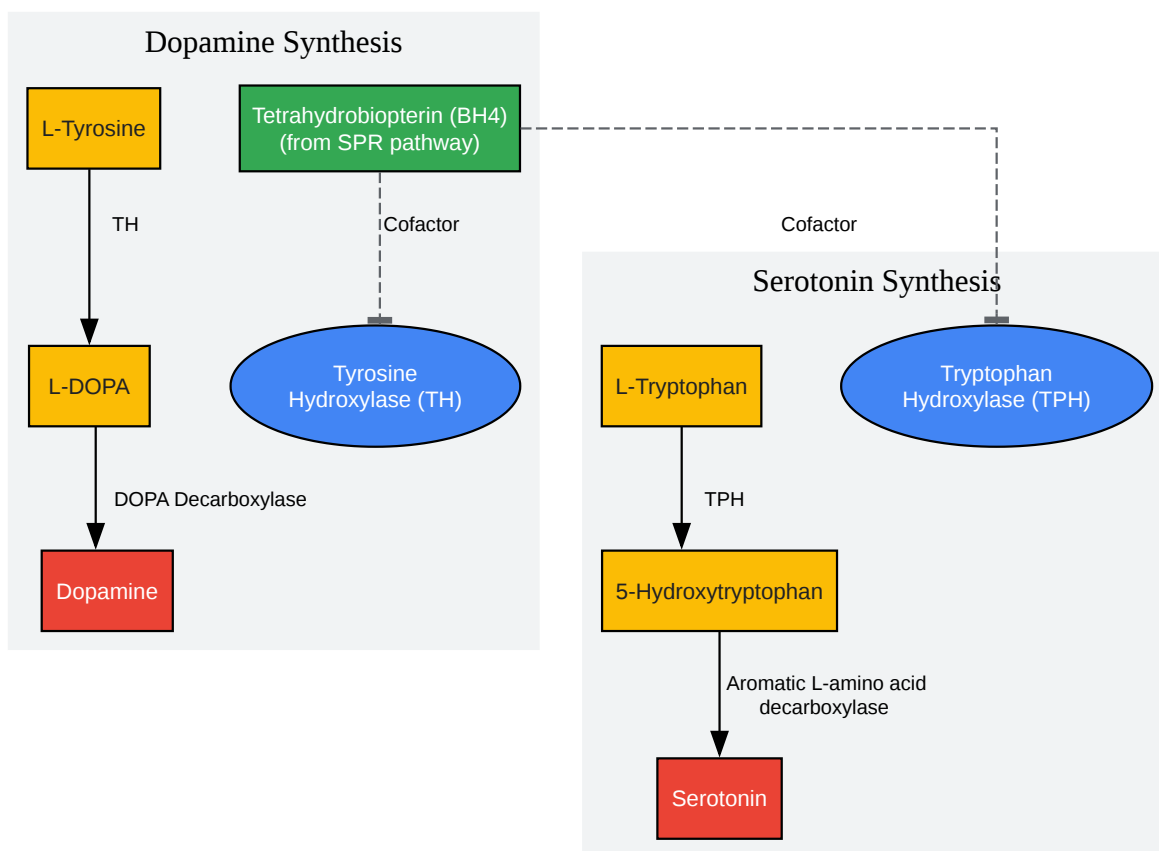 Dopamine Synthesis
L-Tyrosine
Tetrahydrobiopterin (BH4)
(from SPR pathway)
TH
Cofactor
Cofactor
Serotonin Synthesis
L-DOPA
Tyrosine
Hydroxylase (TH)
L-Tryptophan
Tryptophan
Hydroxylase (TPH)
DOPA Decarboxylase
TPH
Dopamine
5-Hydroxytryptophan
Aromatic L-amino acid
decarboxylase
Serotonin